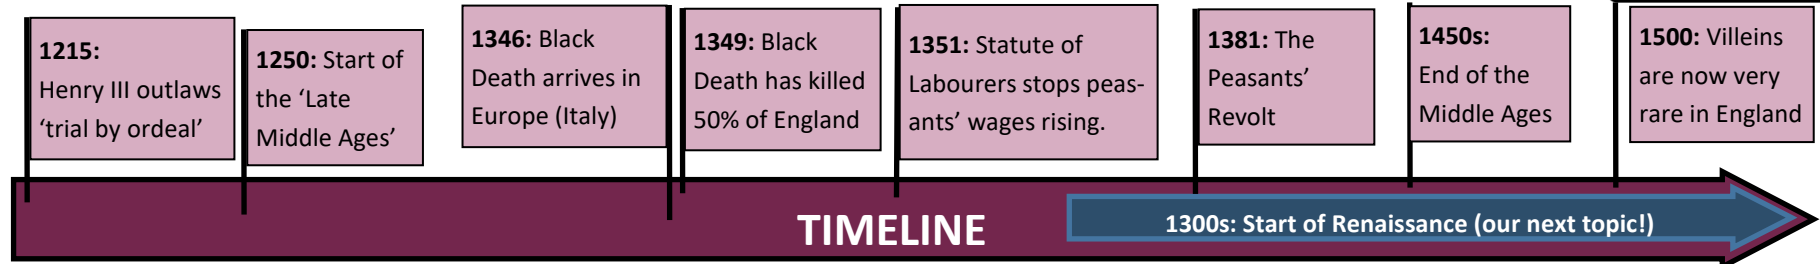 1215:
Henry III outlaws
‘trial by ordeal’
1250: Start of
the ‘Late
Middle Ages’
1346: Black
Death arrives in
Europe (Italy)
1349: Black
Death has killed
50% of England
1351: Statute of
Labourers stops peas-
ants’ wages rising.
1381: The
Peasants’
Revolt
1450s:
End of the
Middle Ages
1500: Villeins
are now very
rare in England
TIMELINE
1300s: Start of Renaissance (our next topic!)